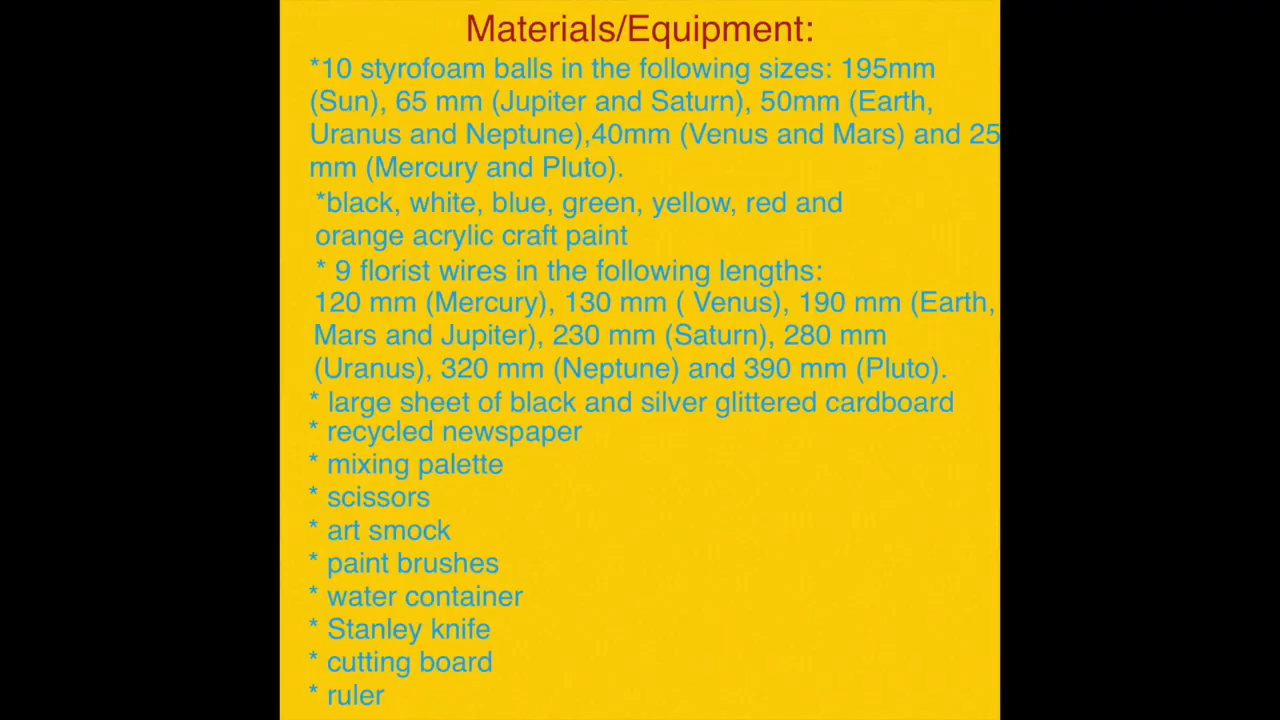 Materials/Equipment:
*10 styrofoam balls in the following sizes: 195mm
(Sun), 65 mm (Jupiter and Saturn), 50mm (Earth,
Uranus and Neptune),40mm (Venus and Mars) and 25
mm (Mercury and Pluto).
*black, white, blue, green, yellow, red and
orange acrylic craft paint
* 9 florist wires in the following lengths:
120 mm (Mercury), 130 mm ( Venus), 190 mm (Earth,
Mars and Jupiter), 230 mm (Saturn), 280 mm
(Uranus), 320 mm (Neptune) and 390 mm (Pluto).
* large sheet of black and silver glittered cardboard
* recycled newspaper
* mixing palette
* scissors
* art smock
* paint brushes
* water container
* Stanley knife
* cutting board
* ruler